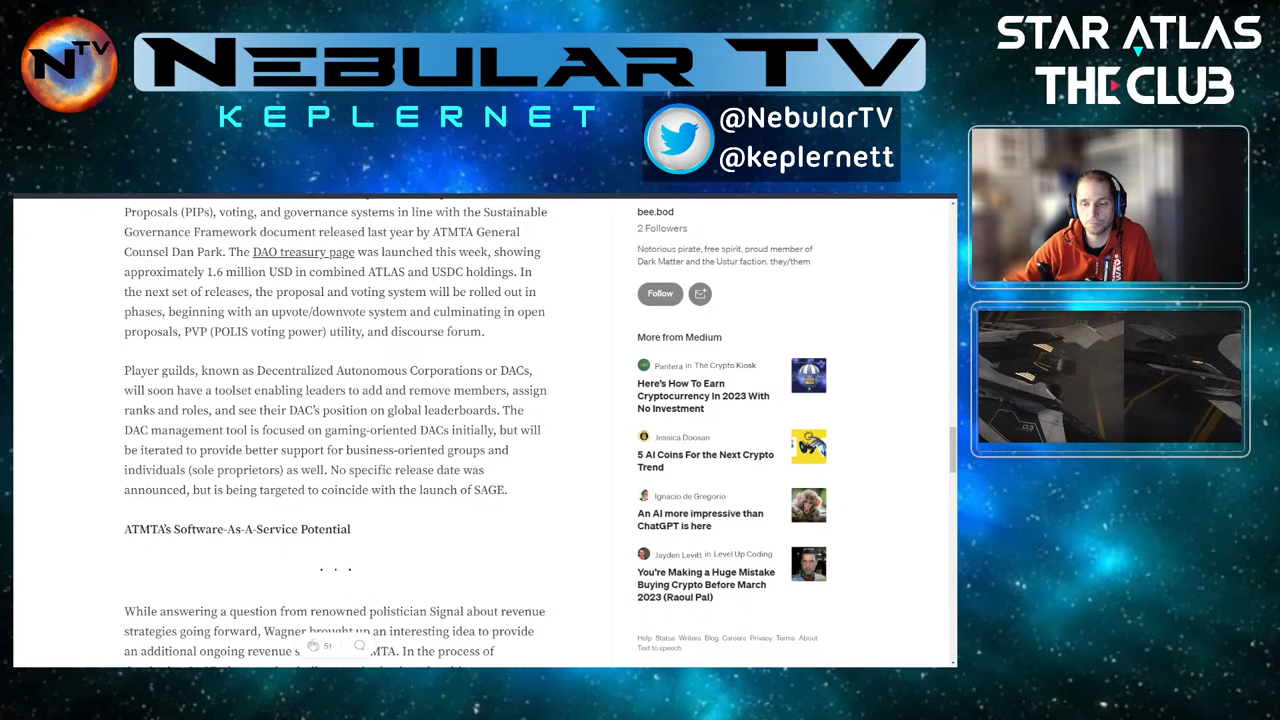 N TV
NEBULAR TV
KEPLERNET
@NebularTV
@keplernett
STAR ATLAS
THE CLUB
Proposals (PIPs), voting, and governance systems in line with the Sustainable
Governance Framework document released last year by ATMTA General
Counsel Dan Park. The DAO treasury page was launched this week, showing
approximately 1.6 million USD in combined ATLAS and USDC holdings. In
the next set of releases, the proposal and voting system will be rolled out in
phases, beginning with an upvote/downvote system and culminating in open
proposals, PVP (POLIS voting power) utility, and discourse forum.
Player guilds, known as Decentralized Autonomous Corporations or DACs,
will soon have a toolset enabling leaders to add and remove members, assign
ranks and roles, and see their DAC's position on global leaderboards. The
DAC management tool is focused on gaming-oriented DACs initially, but will
be iterated to provide better support for business-oriented groups and
individuals (sole proprietors) as well. No specific release date was
announced, but is being targeted to coincide with the launch of SAGE.
ATMTA's Software-As-A-Service Potential
. . .
While answering a question from renowned polistician Signal about revenue
strategies going forward, Wagner brought up an interesting idea to provide
an additional ongoing revenue s MTA. In the process of
51
bee.bod
2 Followers
Notorious pirate, free spirit, proud member of
Dark Matter and the Ustur faction. they/them
Follow
More from Medium
Pantera in The Crypto Kiosk
Here's How To Earn
Cryptocurrency In 2023 With
No Investment
Jessica Doosan
5 AI Coins For the Next Crypto
Trend
Ignacio de Gregorio
An AI more impressive than
ChatGPT is here
Jayden Levitt in Level Up Coding
You're Making a Huge Mistake
Buying Crypto Before March
2023 (Raoul Pal)
Help Status Writers Blog Careers Privacy Terms About
Text to speech
03